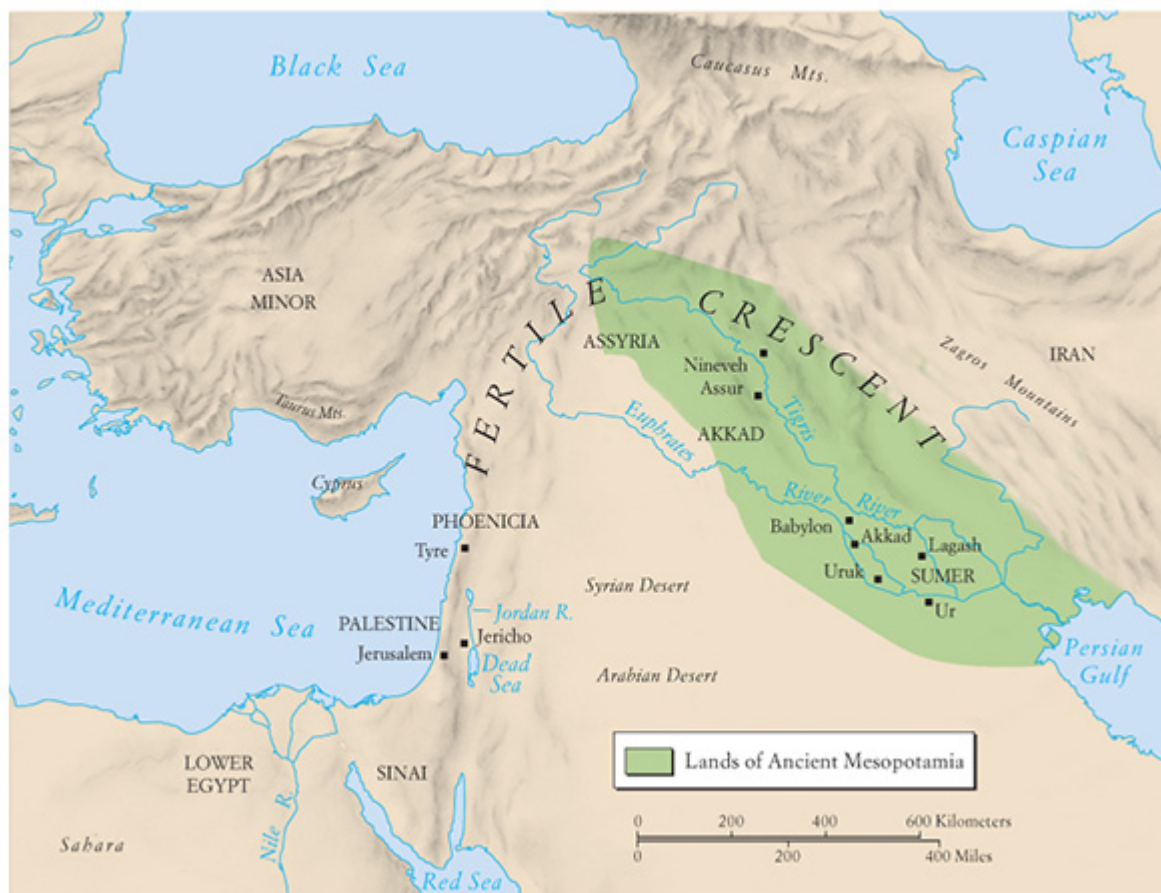 Black Sea
Caucasus Mts.
Caspian
Sea
ASIA
MINOR
FERTILE CRESCENT
ASSYRIA
Nineveh
Assur
Zagros Mountains
IRAN
Taurus Mts.
Euphrates River
Tigris River
AKKAD
Cyprus
PHOENICIA
Tyre
Babylon
Akkad
Lagash
Uruk
SUMER
Ur
Syrian Desert
Mediterranean Sea
PALESTINE
Jordan R.
Jericho
Jerusalem
Dead
Sea
Arabian Desert
Persian
Gulf
LOWER
EGYPT
SINAI
Nile R.
Sahara
Red Sea
Lands of Ancient Mesopotamia
0 200 400 600 Kilometers
0 200 400 Miles